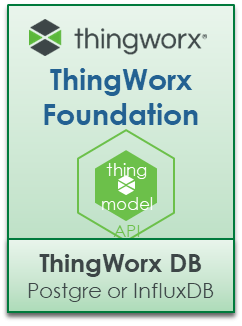 thingworx®
ThingWorx
Foundation
thing
model
API
ThingWorx DB
Postgre or InfluxDB